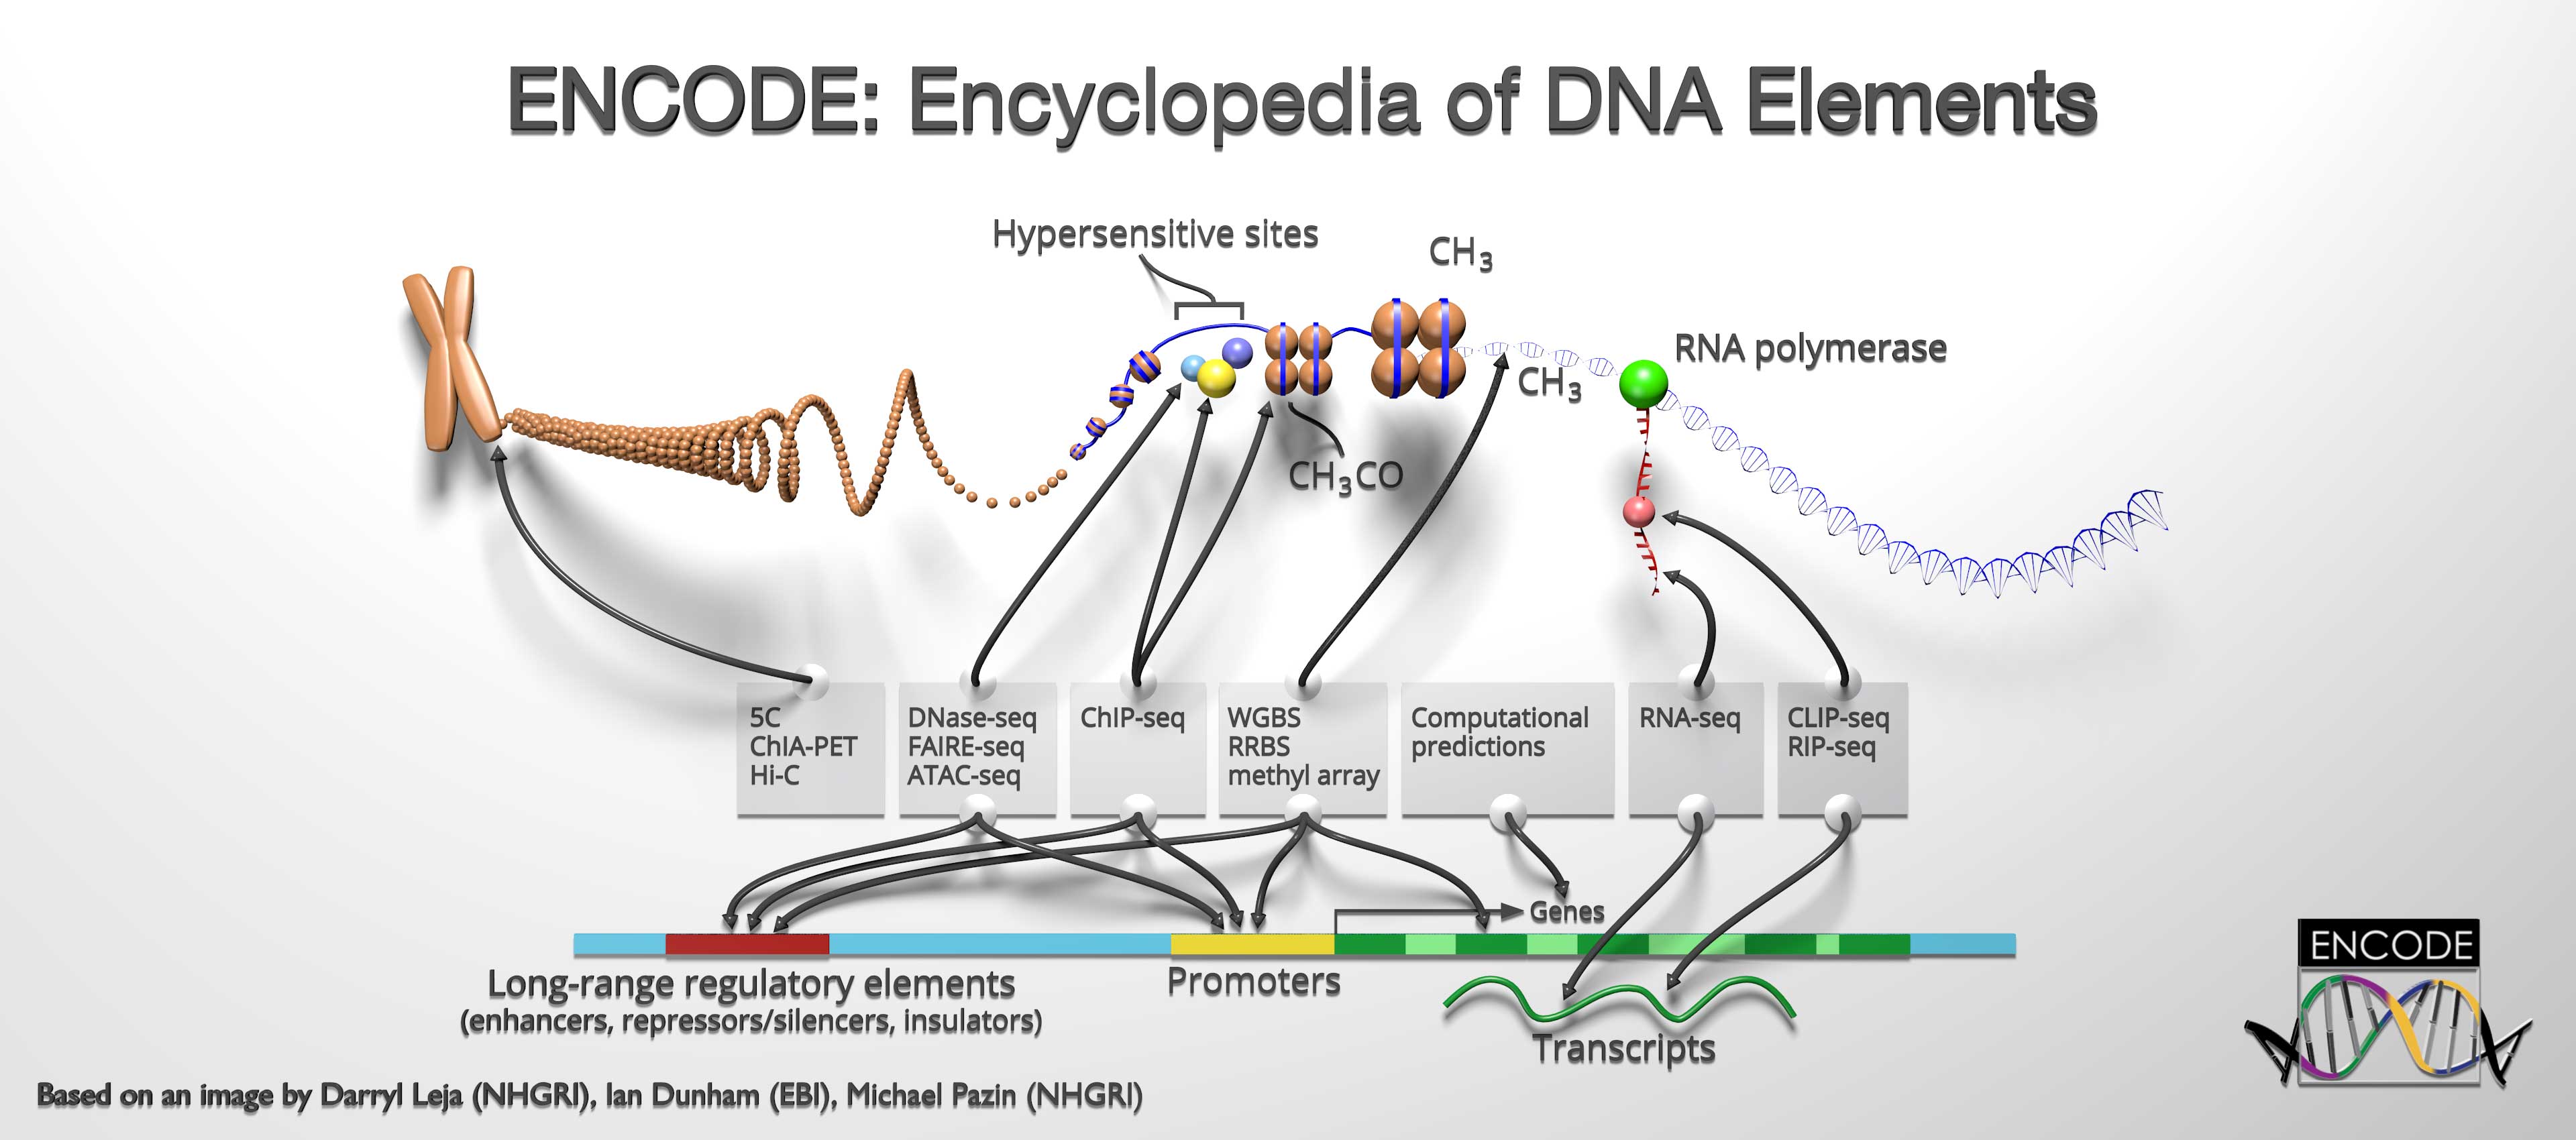 ENCODE: Encyclopedia of DNA Elements
Hypersensitive sites
CH3
RNA polymerase
CH3
CH3CO
5C
ChIA-PET
Hi-C
DNase-seq
FAIRE-seq
ATAC-seq
ChIP-seq
WGBS
RRBS
methyl array
Computational
predictions
RNA-seq
CLIP-seq
RIP-seq
Genes
Long-range regulatory elements
(enhancers, repressors/silencers, insulators)
Promoters
Transcripts
ENCODE
Based on an image by Darryl Leja (NHGRI), Ian Dunham (EBI), Michael Pazin (NHGRI)